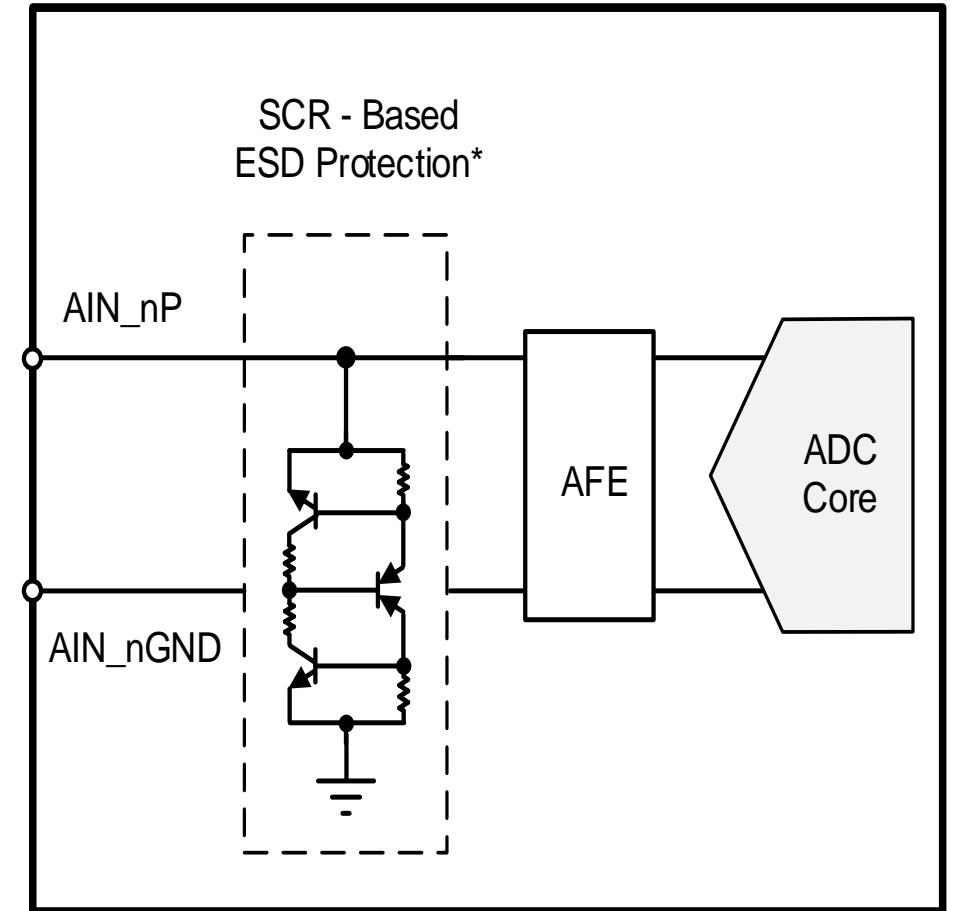 SCR - Based
ESD Protection*
AIN_nP
AIN_nGND
AFE
ADC
Core